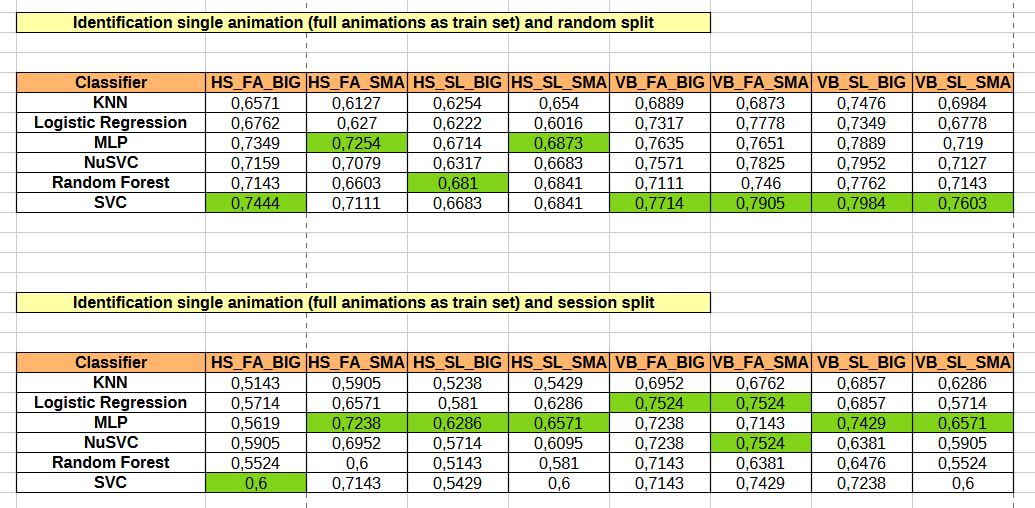 Identification single animation (full animations as train set) and random split
Classifier HS_FA_BIG HS_FA_SMA HS_SL_BIG HS_SL_SMA VB_FA_BIG VB_FA_SMA VB_SL_BIG VB_SL_SMA
KNN 0,6571 0,6127 0,6254 0,654 0,6889 0,6873 0,7476 0,6984
Logistic Regression 0,6762 0,627 0,6222 0,6016 0,7317 0,7778 0,7349 0,6778
MLP 0,7349 0,7254 0,6714 0,6873 0,7635 0,7651 0,7889 0,719
NuSVC 0,7159 0,7079 0,6317 0,6683 0,7571 0,7825 0,7952 0,7127
Random Forest 0,7143 0,6603 0,681 0,6841 0,7111 0,746 0,7762 0,7143
SVC 0,7444 0,7111 0,6683 0,6841 0,7714 0,7905 0,7984 0,7603
Identification single animation (full animations as train set) and session split
Classifier HS_FA_BIG HS_FA_SMA HS_SL_BIG HS_SL_SMA VB_FA_BIG VB_FA_SMA VB_SL_BIG VB_SL_SMA
KNN 0,5143 0,5905 0,5238 0,5429 0,6952 0,6762 0,6857 0,6286
Logistic Regression 0,5714 0,6571 0,581 0,6286 0,7524 0,7524 0,6857 0,5714
MLP 0,5619 0,7238 0,6286 0,6571 0,7238 0,7143 0,7429 0,6571
NuSVC 0,5905 0,6952 0,5714 0,6095 0,7238 0,7524 0,6381 0,5905
Random Forest 0,5524 0,6 0,5143 0,581 0,7143 0,6381 0,6476 0,5524
SVC 0,6 0,7143 0,5429 0,6 0,7143 0,7429 0,7238 0,6